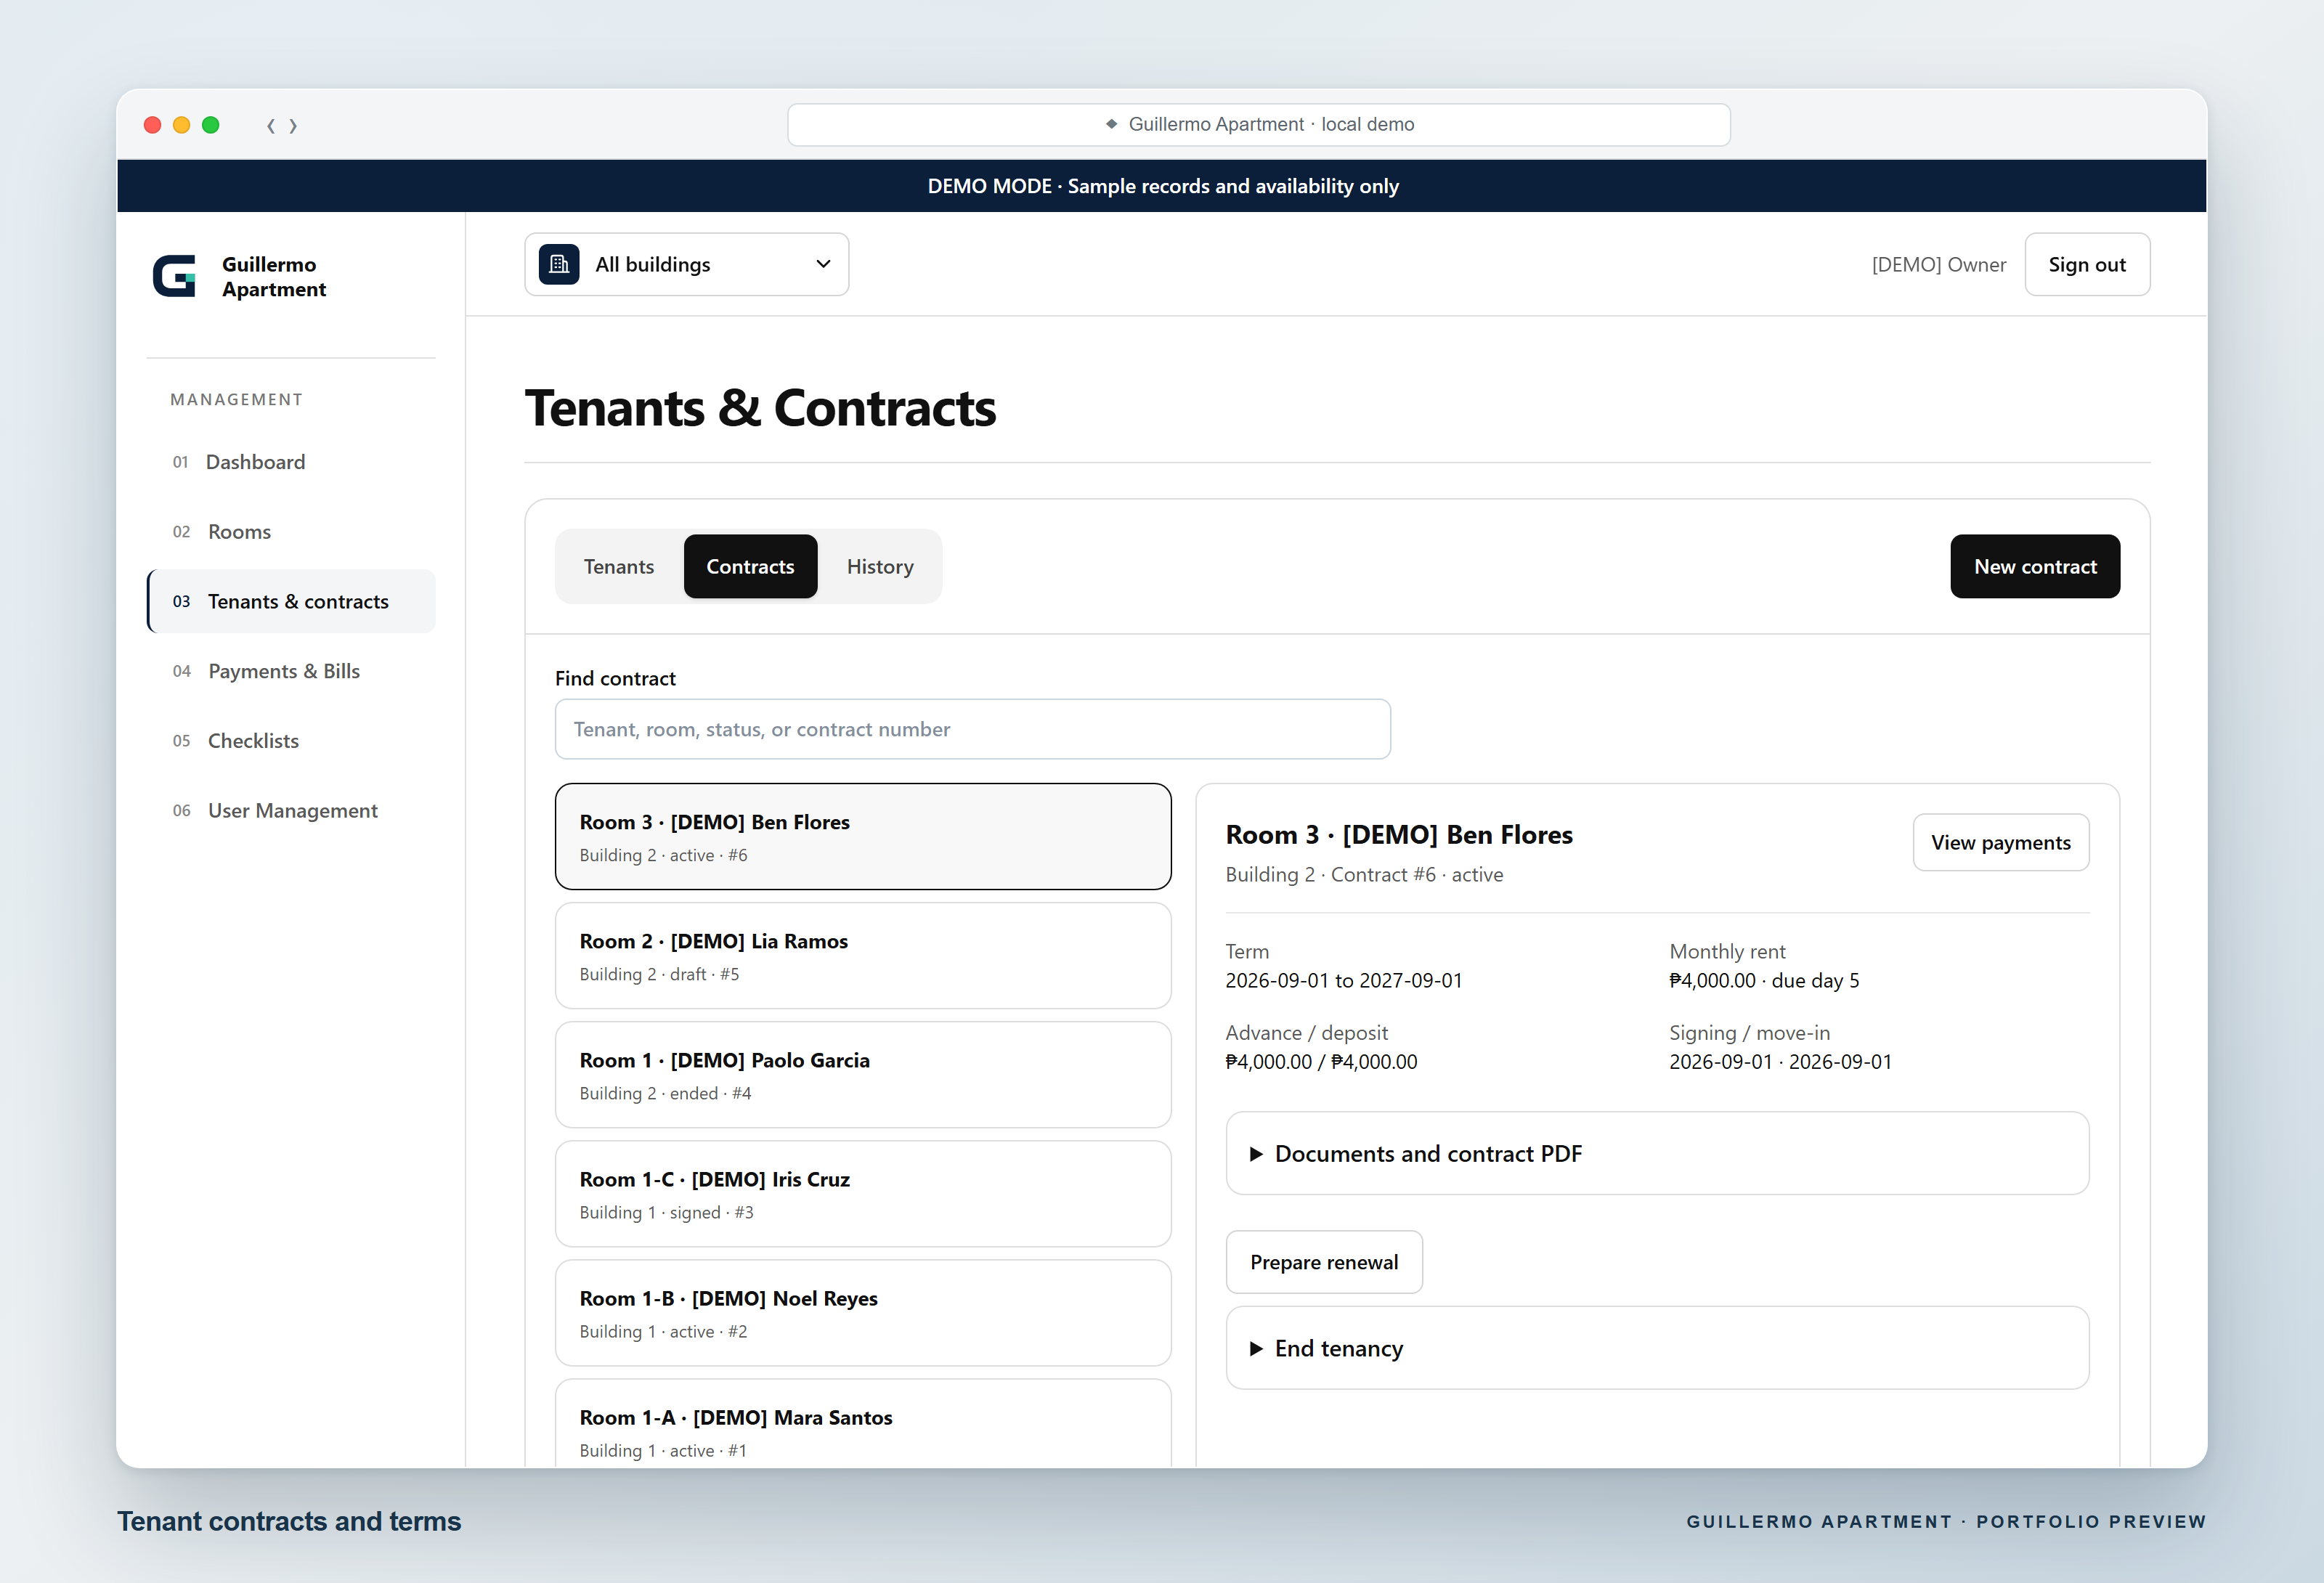 Guillermo Apartment · local demo
DEMO MODE · Sample records and availability only
Guillermo
Apartment
All buildings
[DEMO] Owner
Sign out
MANAGEMENT
01 Dashboard
02 Rooms
03 Tenants & contracts
04 Payments & Bills
05 Checklists
06 User Management
Tenants & Contracts
Tenants
Contracts
History
New contract
Find contract
Tenant, room, status, or contract number
Room 3 · [DEMO] Ben Flores
Building 2 · active · #6
Room 2 · [DEMO] Lia Ramos
Building 2 · draft · #5
Room 1 · [DEMO] Paolo Garcia
Building 2 · ended · #4
Room 1-C · [DEMO] Iris Cruz
Building 1 · signed · #3
Room 1-B · [DEMO] Noel Reyes
Building 1 · active · #2
Room 1-A · [DEMO] Mara Santos
Building 1 · active · #1
Room 3 · [DEMO] Ben Flores
Building 2 · Contract #6 · active
View payments
Term
2026-09-01 to 2027-09-01
Monthly rent
₱4,000.00 · due day 5
Advance / deposit
₱4,000.00 / ₱4,000.00
Signing / move-in
2026-09-01 · 2026-09-01
Documents and contract PDF
Prepare renewal
End tenancy
Tenant contracts and terms
GUILLERMO APARTMENT · PORTFOLIO PREVIEW